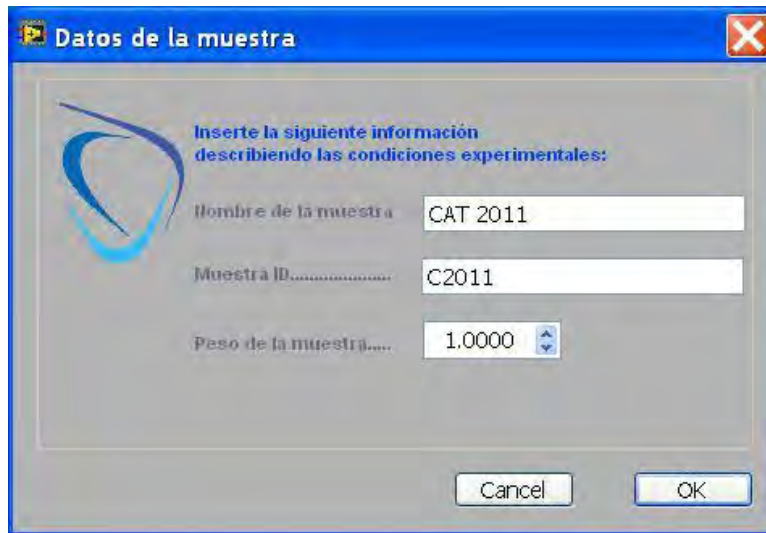 Datos de la muestra
Inserte la siguiente información
describiendo las condiciones experimentales:
Nombre de la muestra CAT 2011
Muestra ID...................... C2011
Peso de la muestra..... 1.0000
Cancel OK